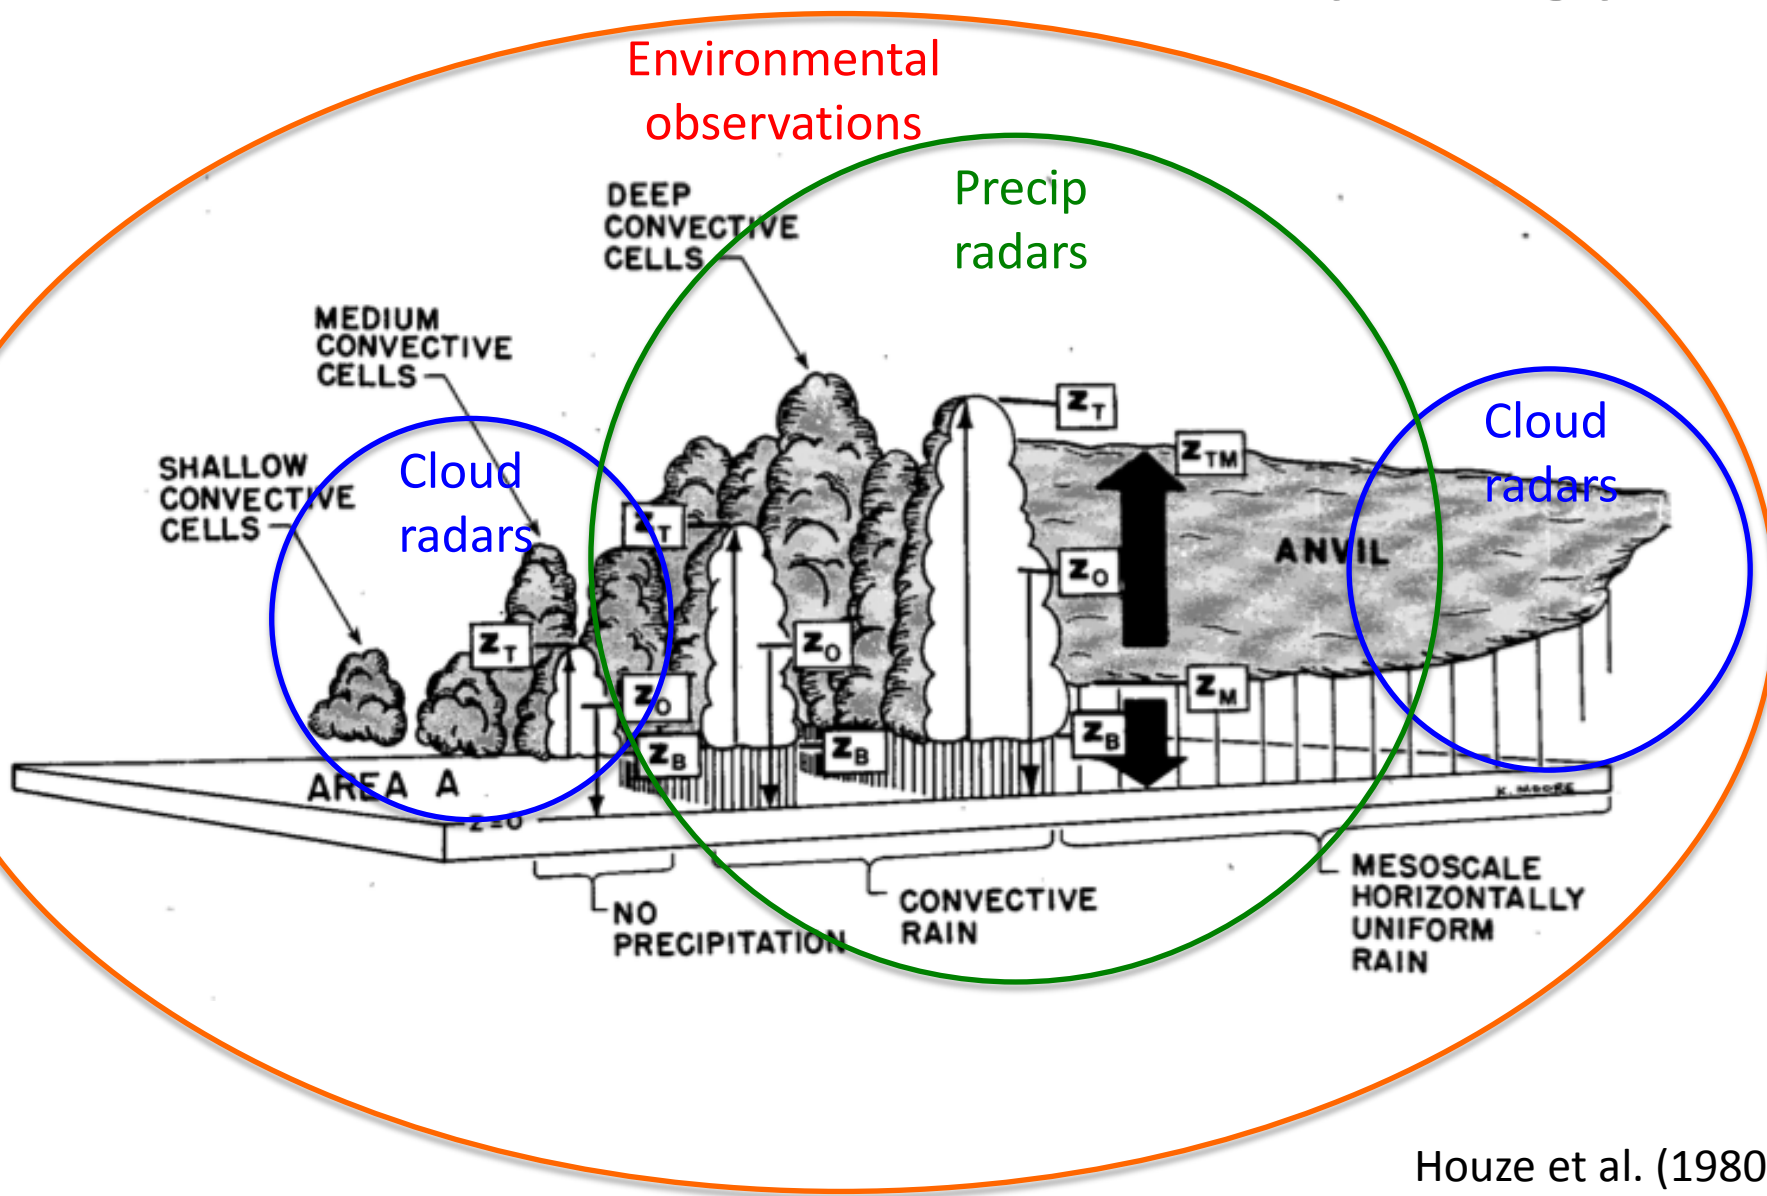 Environmental
observations
Precip
radars
DEEP
CONVECTIVE
CELLS
MEDIUM
CONVECTIVE
CELLS
SHALLOW
CONVECTIVE
CELLS
Cloud
radars
Cloud
radars
ZT
ZTM
ZT
ANVIL
ZO
ZT
ZO
ZM
ZO
ZB
ZB
ZB
AREA A
Z=0
K. MOORE
NO
PRECIPITATION
CONVECTIVE
RAIN
MESOSCALE
HORIZONTALLY
UNIFORM
RAIN
Houze et al. (1980